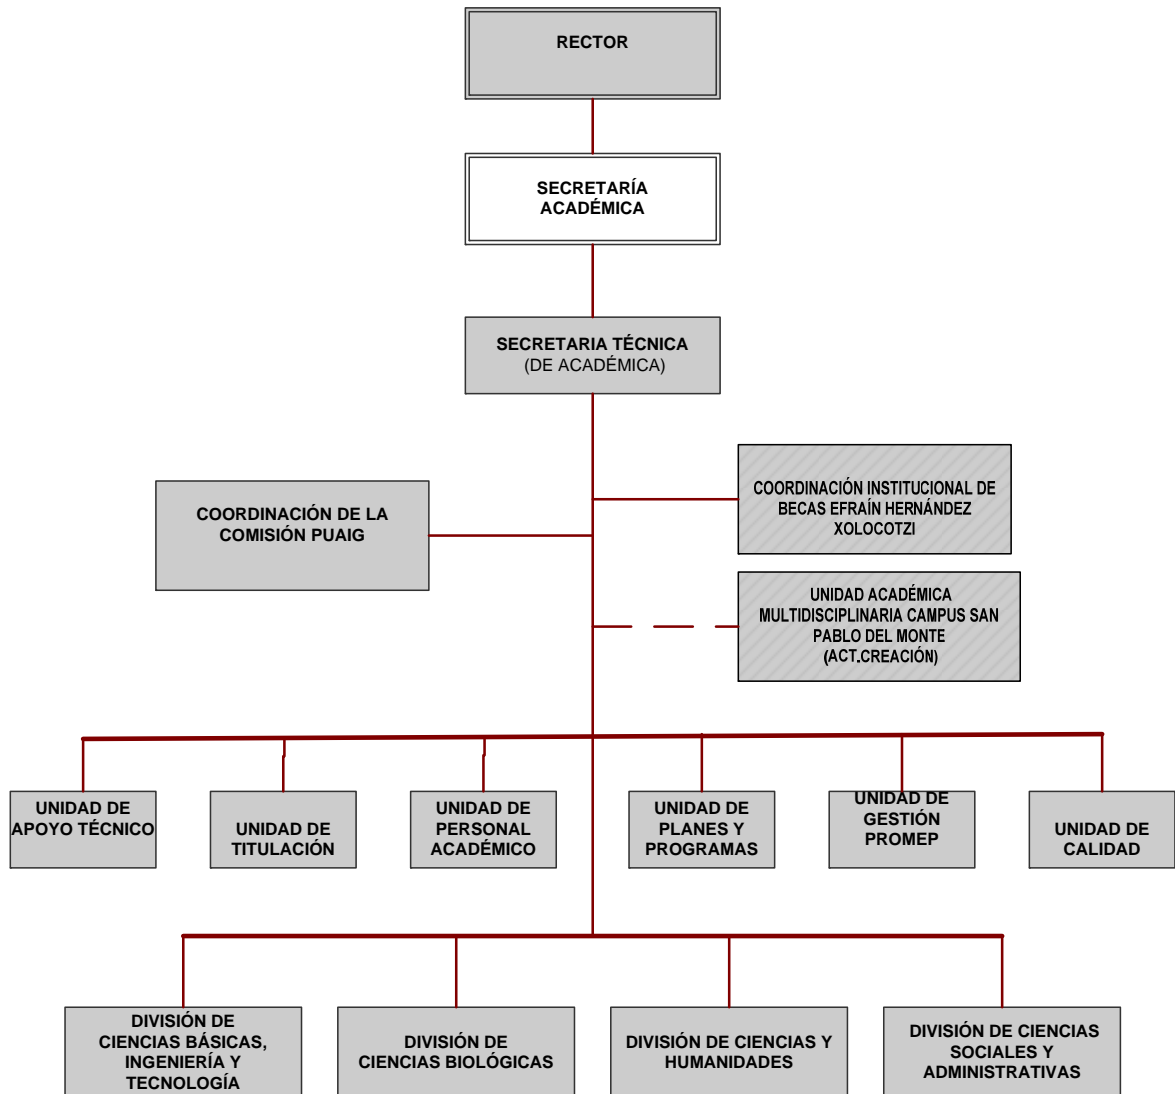 RECTOR
SECRETARÍA
ACADÉMICA
SECRETARIA TÉCNICA
(DE ACADÉMICA)
COORDINACIÓN DE LA
COMISIÓN PUAIG
COORDINACIÓN INSTITUCIONAL DE
BECAS EFRAÍN HERNÁNDEZ
XOLOCOTZI
UNIDAD ACADÉMICA
MULTIDISCIPLINARIA CAMPUS SAN
PABLO DEL MONTE
(ACT.CREACIÓN)
UNIDAD DE
APOYO TÉCNICO
UNIDAD DE
TITULACIÓN
UNIDAD DE
PERSONAL
ACADÉMICO
UNIDAD DE
PLANES Y
PROGRAMAS
UNIDAD DE
GESTIÓN
PROMEP
UNIDAD DE
CALIDAD
DIVISIÓN DE
CIENCIAS BÁSICAS,
INGENIERÍA Y
TECNOLOGÍA
DIVISIÓN DE
CIENCIAS BIOLÓGICAS
DIVISIÓN DE CIENCIAS Y
HUMANIDADES
DIVISIÓN DE CIENCIAS
SOCIALES Y
ADMINISTRATIVAS